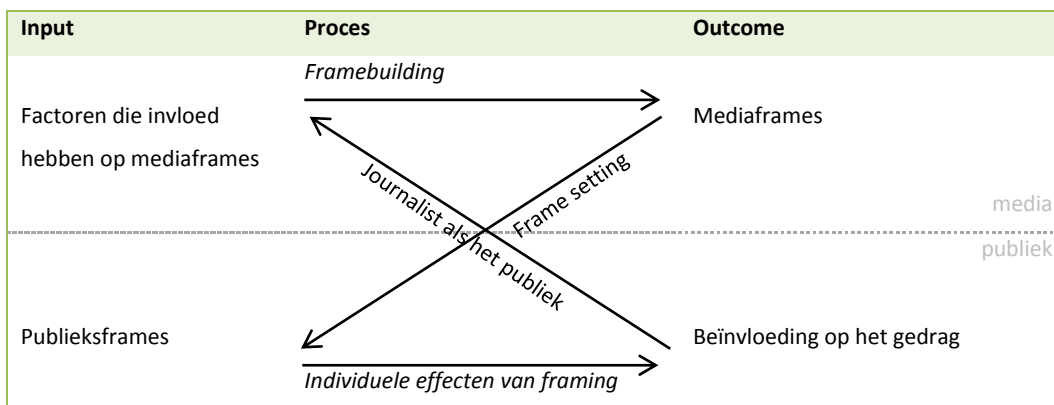 Input Proces Outcome
Framebuilding
Factoren die invloed
hebben op mediaframes
Mediaframes
Journalist als het publiek
Frame setting
media
publiek
Publieksframes
Beïnvloeding op het gedrag
Individuele effecten van framing